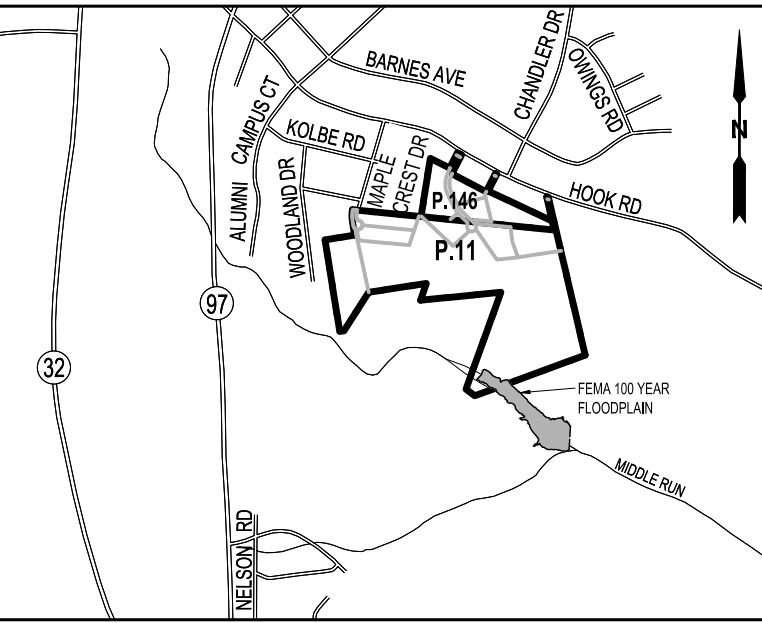 BARNES AVE
CHANDLER DR
OWINGS RD
ALUMNI CAMPUS CT
KOLBE RD
WOODLAND DR
MAPLE
CREST DR
N
P.146
HOOK RD
P.11
97
32
FEMA 100 YEAR
FLOODPLAIN
MIDDLE RUN
NELSON RD